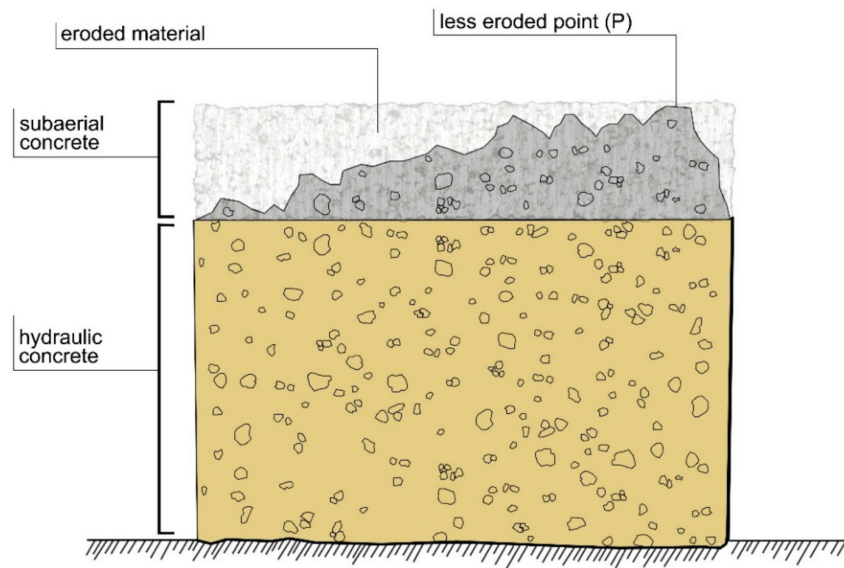 less eroded point (P)
eroded material
subaerial
concrete
hydraulic
concrete